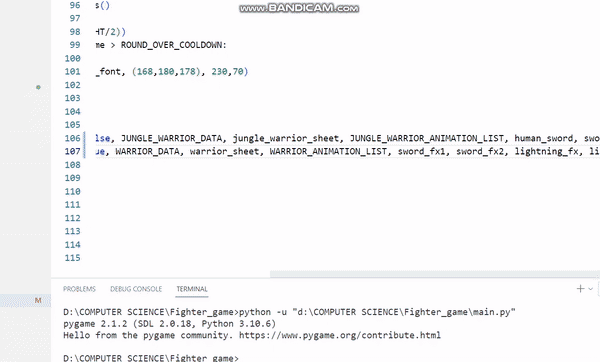 www.BANDICAM.com
96 s()
97
98 HT/2))
99 me > ROUND_OVER_COOLDOWN:
100
101 _font, (168,180,178), 230,70)
102
103
104
105
106 lse, JUNGLE_WARRIOR_DATA, jungle_warrior_sheet, JUNGLE_WARRIOR_ANIMATION_LIST, human_sword, swo
107 ue, WARRIOR_DATA, warrior_sheet, WARRIOR_ANIMATION_LIST, sword_fx1, sword_fx2, lightning_fx, li
108
109
110
111
112
113
114
115
M
PROBLEMS DEBUG CONSOLE TERMINAL
D:\COMPUTER SCIENCE\Fighter_game>python -u "d:\COMPUTER SCIENCE\Fighter_game\main.py"
pygame 2.1.2 (SDL 2.0.18, Python 3.10.6)
Hello from the pygame community. https://www.pygame.org/contribute.html
D:\COMPUTER SCIENCE\Fighter_game>